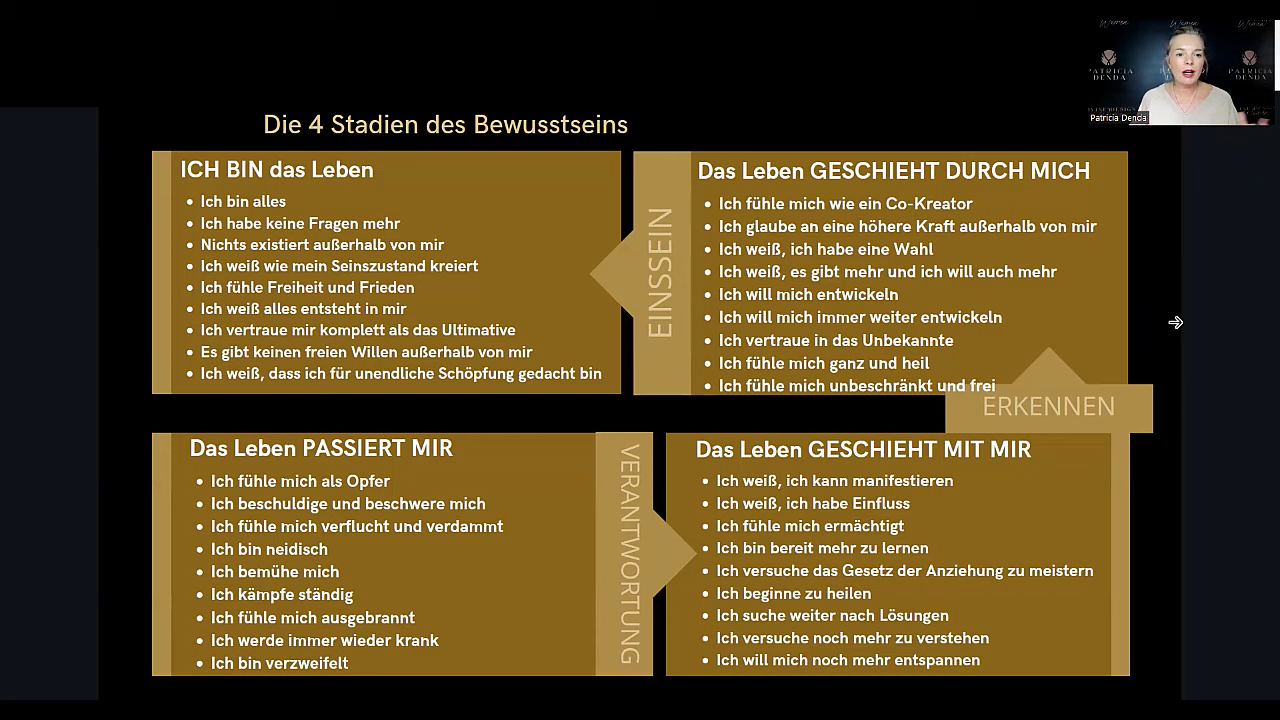 Die 4 Stadien des Bewusstseins
ICH BIN das Leben
Ich bin alles
Ich habe keine Fragen mehr
Nichts existiert außerhalb von mir
Ich weiß wie mein Seinszustand kreiert
Ich fühle Freiheit und Frieden
Ich weiß alles entsteht in mir
Ich vertraue mir komplett als das Ultimative
Es gibt keinen freien Willen außerhalb von mir
Ich weiß, dass ich für unendliche Schöpfung gedacht bin
EINSSEIN
Das Leben GESCHIEHT DURCH MICH
Ich fühle mich wie ein Co-Kreator
Ich glaube an eine höhere Kraft außerhalb von mir
Ich weiß, ich habe eine Wahl
Ich weiß, es gibt mehr und ich will auch mehr
Ich will mich entwickeln
Ich will mich immer weiter entwickeln
Ich vertraue in das Unbekannte
Ich fühle mich ganz und heil
Ich fühle mich unbeschränkt und frei
ERKENNEN
Das Leben PASSIERT MIR
Ich fühle mich als Opfer
Ich beschuldige und beschwere mich
Ich fühle mich verflucht und verdammt
Ich bin neidisch
Ich bemühe mich
Ich kämpfe ständig
Ich fühle mich ausgebrannt
Ich werde immer wieder krank
Ich bin verzweifelt
VERANTWORTUNG
Das Leben GESCHIEHT MIT MIR
Ich weiß, ich kann manifestieren
Ich weiß, ich habe Einfluss
Ich fühle mich ermächtigt
Ich bin bereit mehr zu lernen
Ich versuche das Gesetz der Anziehung zu meistern
Ich beginne zu heilen
Ich suche weiter nach Lösungen
Ich versuche noch mehr zu verstehen
Ich will mich noch mehr entspannen
PATRICIA
DENDA
PATRICIA
DENDA
Patricia Denda